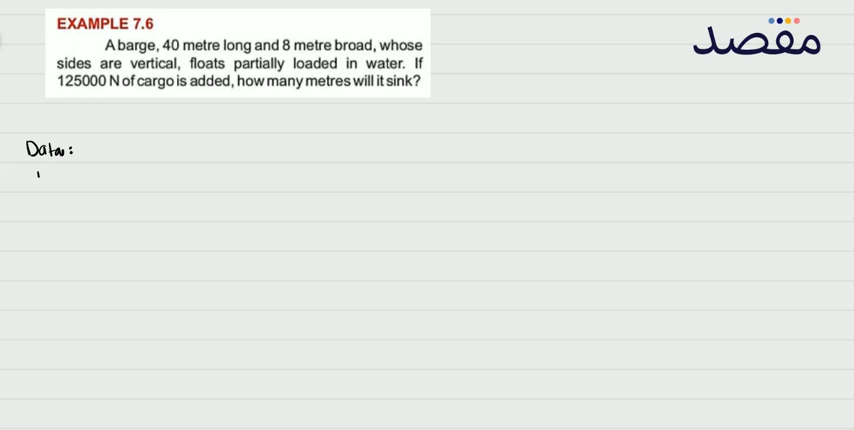 EXAMPLE 7.6
مقصد
A barge, 40 metre long and 8 metre broad, whose
sides are vertical, floats partially loaded in water. If
125000 N of cargo is added, how many metres will it sink?
Data: